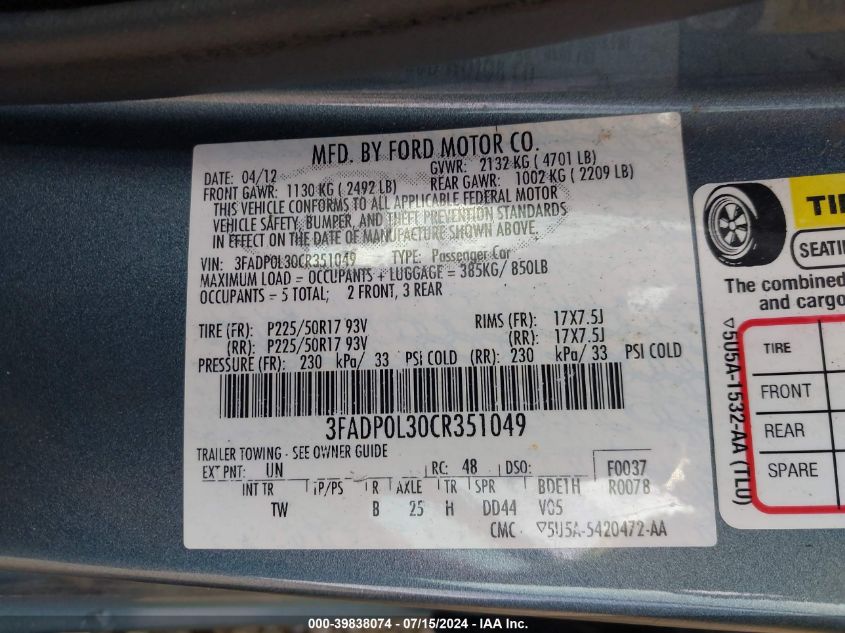 MFD. BY FORD MOTOR CO.
DATE: 04/12 GVWR: 2132 KG ( 4701 LB)
FRONT GAWR: 1130 KG ( 2492 LB) REAR GAWR: 1002 KG ( 2209 LB)
THIS VEHICLE CONFORMS TO ALL APPLICABLE FEDERAL MOTOR
VEHICLE SAFETY, BUMPER, AND THEFT PREVENTION STANDARDS
IN EFFECT ON THE DATE OF MANUFACTURE SHOWN ABOVE.
VIN: 3FADP0L30CR351049 TYPE: Passenger Car
MAXIMUM LOAD = OCCUPANTS + LUGGAGE = 385KG/ 850LB
OCCUPANTS = 5 TOTAL; 2 FRONT, 3 REAR
TIRE (FR): P225/50R17 93V RIMS (FR): 17X7.5J
(RR): P225/50R17 93V (RR): 17X7.5J
PRESSURE (FR): 230 kPa/ 33 PSI COLD (RR): 230 kPa/ 33 PSI COLD
3FADP0L30CR351049
TRAILER TOWING - SEE OWNER GUIDE
EXT PNT: UN RC: 48 DSO: F0037
INT TR TP/PS R AXLE TR SPR BDE1H R0078
TW B 25 H DD44 V05
CMC ▽5U5A-5420472-AA
TI
SEATIN
The combined
and cargo
TIRE
FRONT
REAR
SPARE
▽5U5A-1532-AA (TL0)
000-39838074 - 07/15/2024 - IAA Inc.